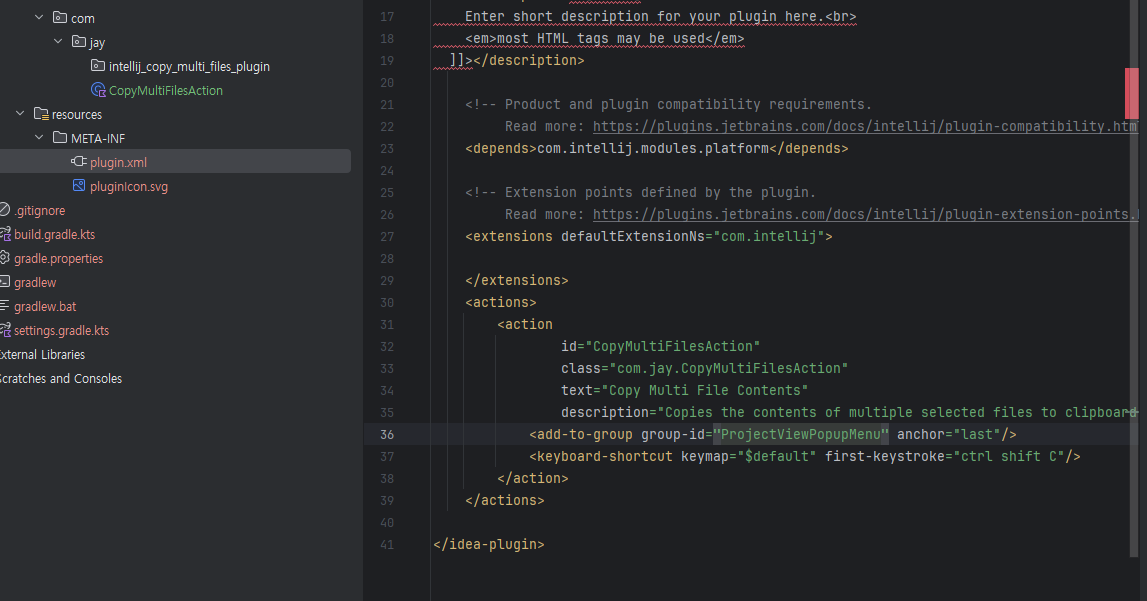 com
jay
intellij_copy_multi_files_plugin
CopyMultiFilesAction
resources
META-INF
plugin.xml
pluginIcon.svg
.gitignore
build.gradle.kts
gradle.properties
gradlew
gradlew.bat
settings.gradle.kts
xternal Libraries
cratches and Consoles
17 Enter short description for your plugin here.<br>
18 <em>most HTML tags may be used</em>
19 ]]></description>
20
21 <!-- Product and plugin compatibility requirements.
22 Read more: https://plugins.jetbrains.com/docs/intellij/plugin-compatibility.htm
23 <depends>com.intellij.modules.platform</depends>
24
25 <!-- Extension points defined by the plugin.
26 Read more: https://plugins.jetbrains.com/docs/intellij/plugin-extension-points.
27 <extensions defaultExtensionNs="com.intellij">
28
29 </extensions>
30 <actions>
31 <action
32 id="CopyMultiFilesAction"
33 class="com.jay.CopyMultiFilesAction"
34 text="Copy Multi File Contents"
35 description="Copies the contents of multiple selected files to clipboard
36 <add-to-group group-id="ProjectViewPopupMenu" anchor="last"/>
37 <keyboard-shortcut keymap="$default" first-keystroke="ctrl shift C"/>
38 </action>
39 </actions>
40
41 </idea-plugin>